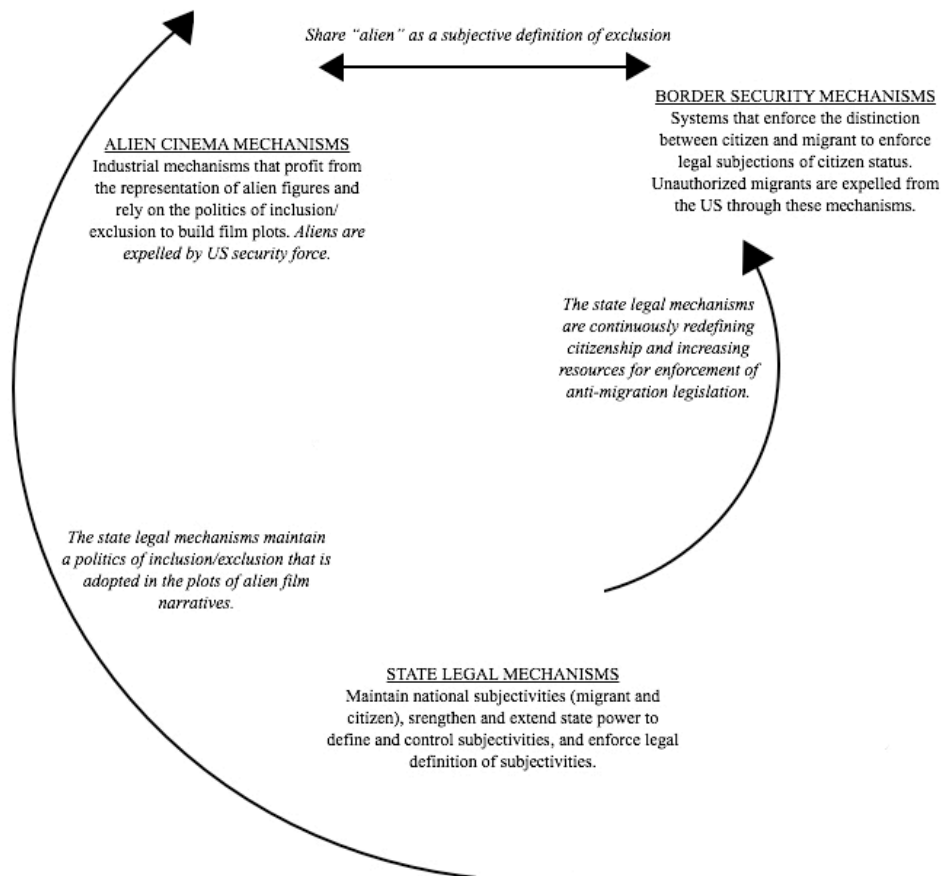 Share “alien” as a subjective definition of exclusion
BORDER SECURITY MECHANISMS
Systems that enforce the distinction
between citizen and migrant to enforce
legal subjections of citizen status.
Unauthorized migrants are expelled from
the US through these mechanisms.
ALIEN CINEMA MECHANISMS
Industrial mechanisms that profit from
the representation of alien figures and
rely on the politics of inclusion/
exclusion to build film plots. Aliens are
expelled by US security force.
The state legal mechanisms
are continuously redefining
citizenship and increasing
resources for enforcement of
anti-migration legislation.
The state legal mechanisms maintain
a politics of inclusion/exclusion that is
adopted in the plots of alien film
narratives.
STATE LEGAL MECHANISMS
Maintain national subjectivities (migrant and
citizen), srengthen and extend state power to
define and control subjectivities, and enforce legal
definition of subjectivities.